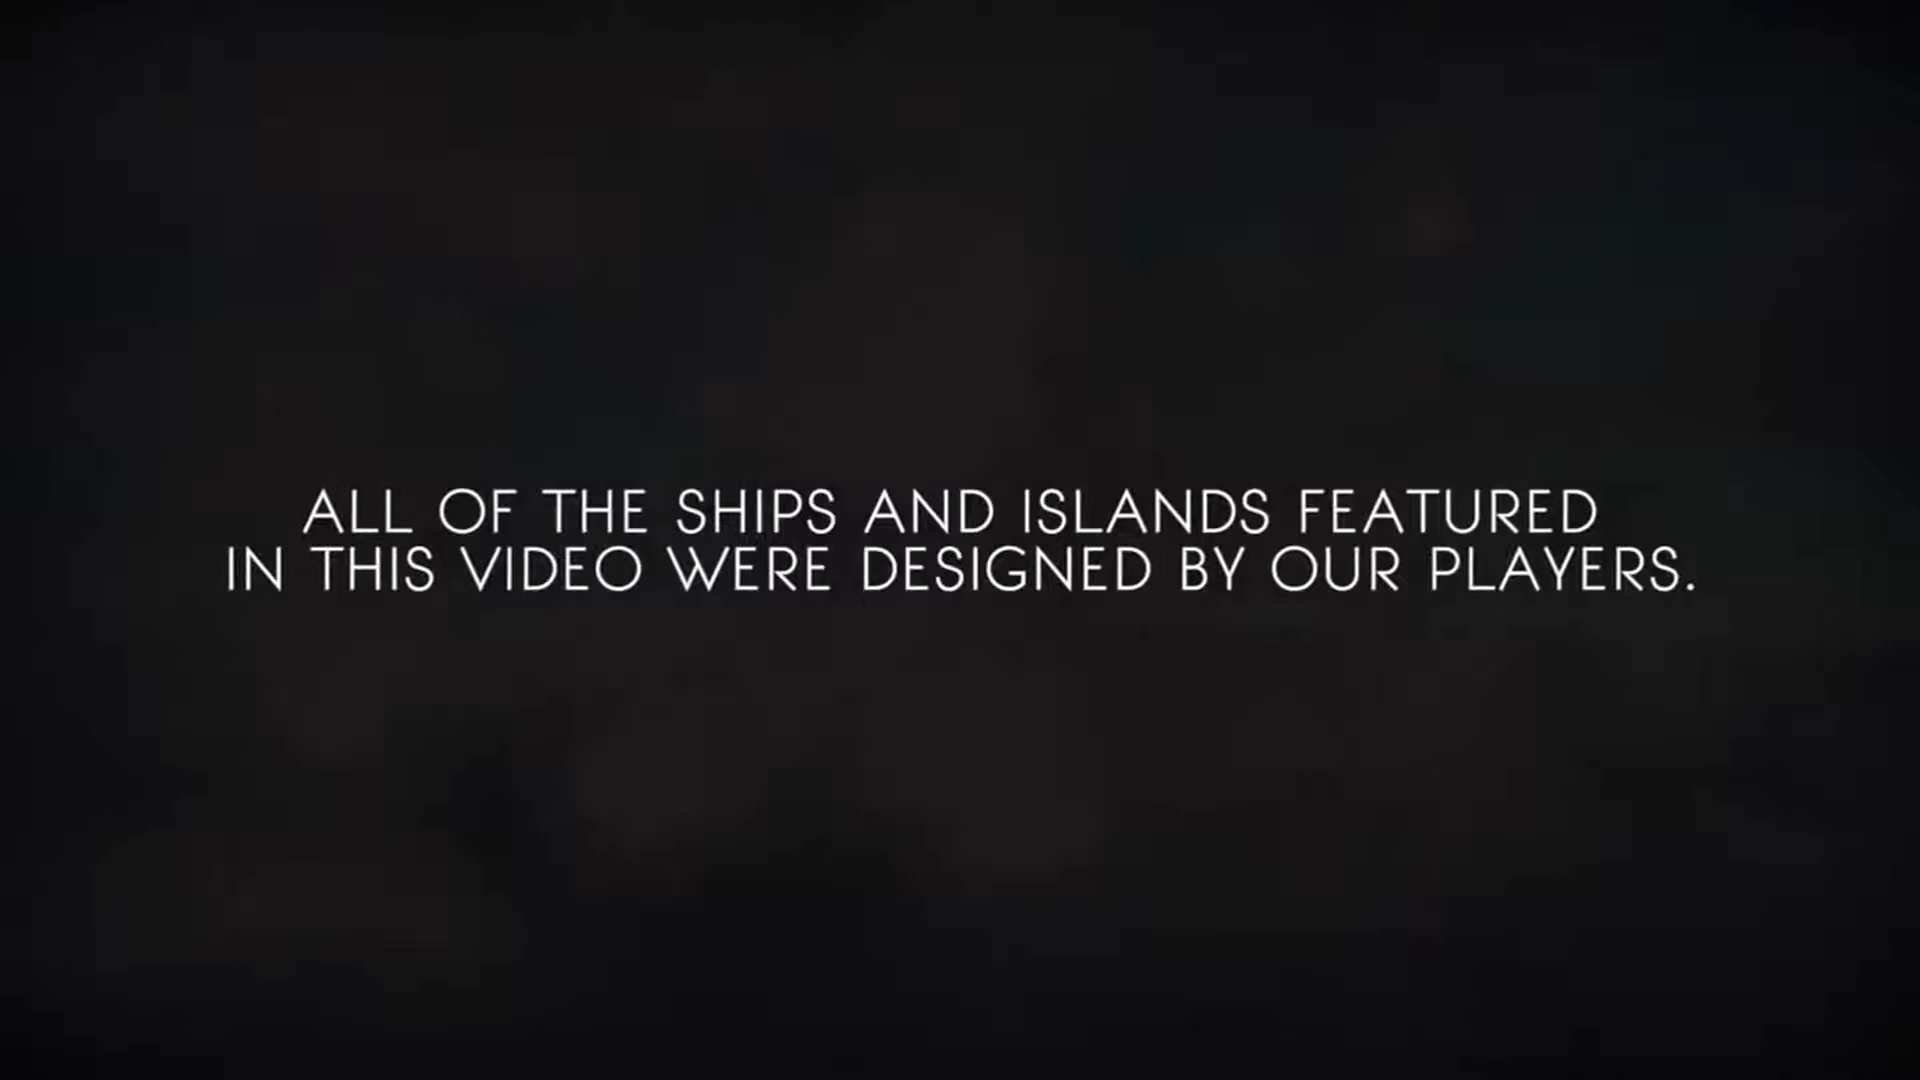 ALL OF THE SHIPS AND ISLANDS FEATURED
IN THIS VIDEO WERE DESIGNED BY OUR PLAYERS.